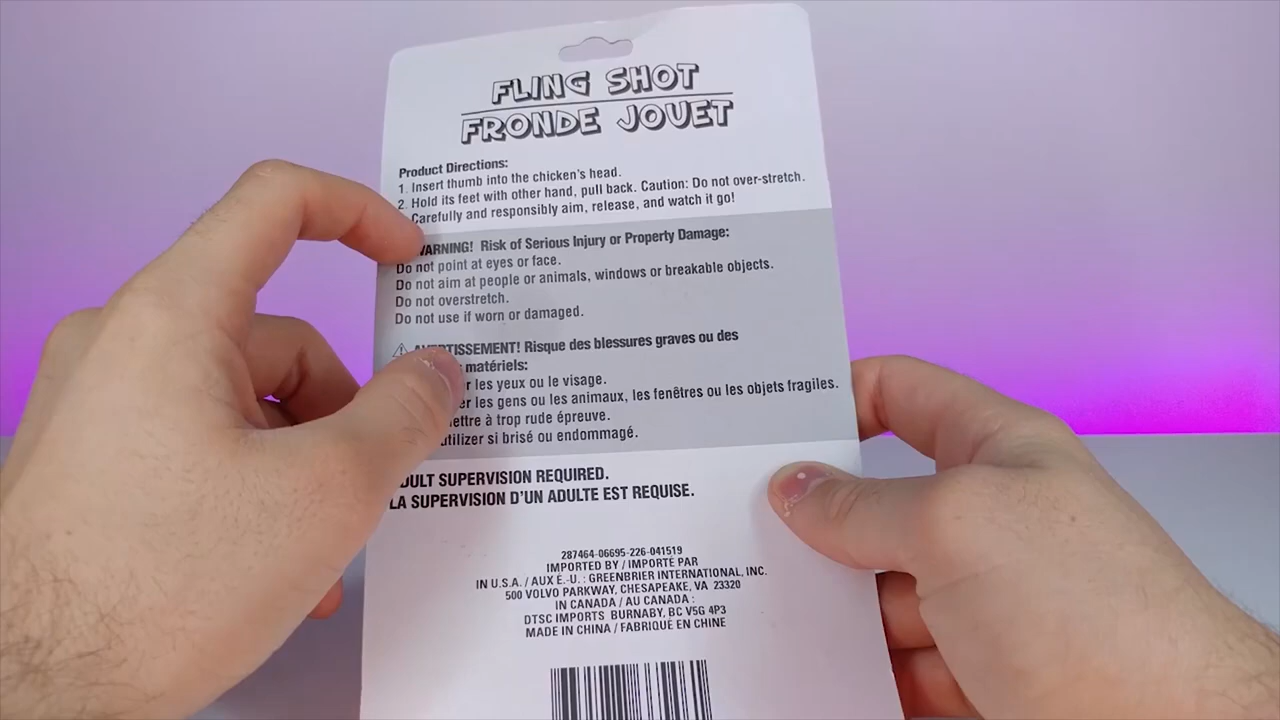 FLING SHOT
FRONDE JOUET
Product Directions:
1. Insert thumb into the chicken's head.
2. Hold its feet with other hand, pull back. Caution: Do not over-stretch.
Carefully and responsibly aim, release, and watch it go!
WARNING! Risk of Serious Injury or Property Damage:
Do not point at eyes or face.
Do not aim at people or animals, windows or breakable objects.
Do not overstretch.
Do not use if worn or damaged.
AVERTISSEMENT! Risque des blessures graves ou des
matériels:
les yeux ou le visage.
les gens ou les animaux, les fenêtres ou les objets fragiles.
à trop rude épreuve.
utilizer si brisé ou endommagé.
ADULT SUPERVISION REQUIRED.
LA SUPERVISION D'UN ADULTE EST REQUISE.
287464-06695-226-041519
IMPORTED BY / IMPORTÉ PAR
IN U.S.A. / AUX É.-U. : GREENBRIER INTERNATIONAL, INC.
500 VOLVO PARKWAY, CHESAPEAKE, VA 23320
IN CANADA / AU CANADA :
DTSC IMPORTS BURNABY, BC V5G 4P3
MADE IN CHINA / FABRIQUÉ EN CHINE